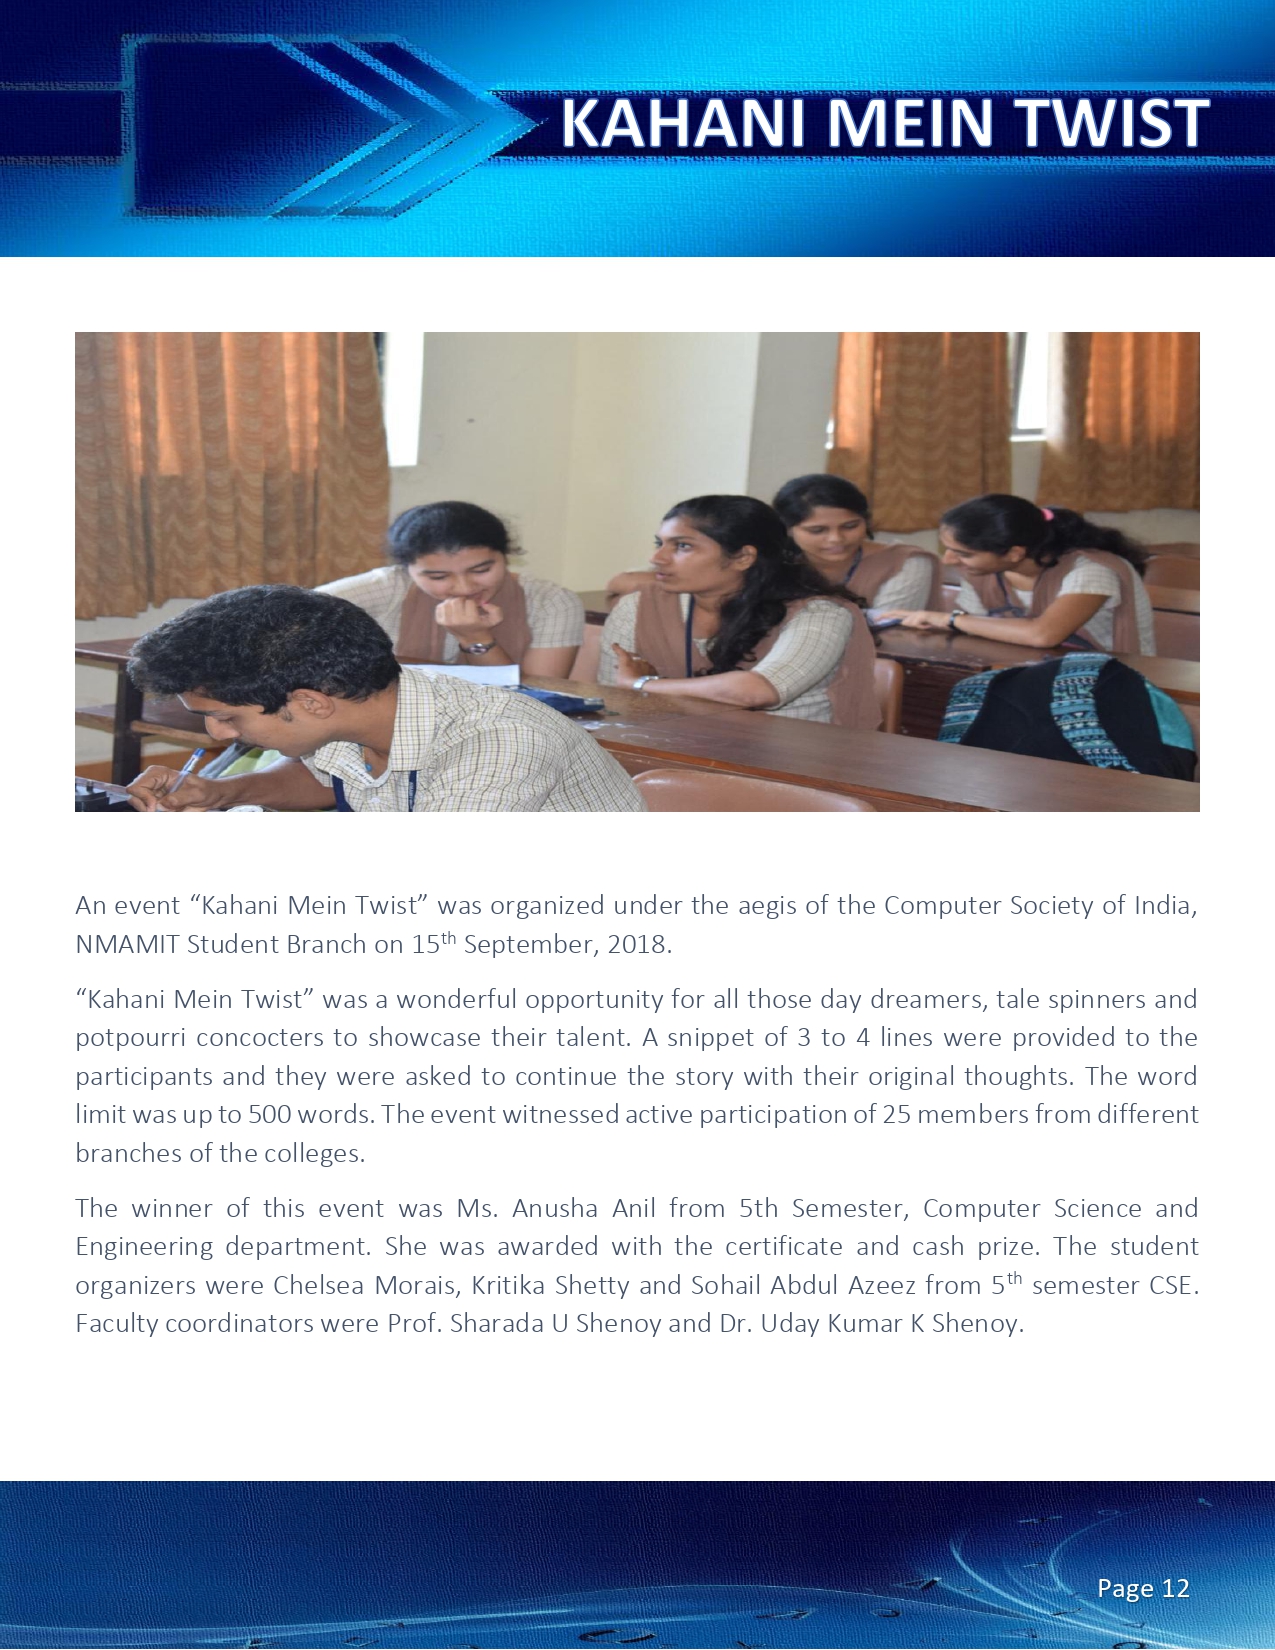 KAHANI MEIN TWIST
An event “Kahani Mein Twist” was organized under the aegis of the Computer Society of India,
NMAMIT Student Branch on 15th September, 2018.
“Kahani Mein Twist” was a wonderful opportunity for all those day dreamers, tale spinners and
potpourri concocters to showcase their talent. A snippet of 3 to 4 lines were provided to the
participants and they were asked to continue the story with their original thoughts. The word
limit was up to 500 words. The event witnessed active participation of 25 members from different
branches of the colleges.
The winner of this event was Ms. Anusha Anil from 5th Semester, Computer Science and
Engineering department. She was awarded with the certificate and cash prize. The student
organizers were Chelsea Morais, Kritika Shetty and Sohail Abdul Azeez from 5th semester CSE.
Faculty coordinators were Prof. Sharada U Shenoy and Dr. Uday Kumar K Shenoy.
Page 12